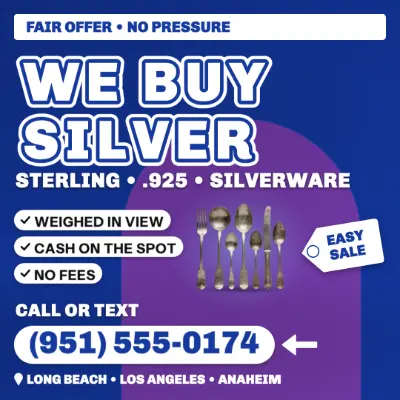 FAIR OFFER • NO PRESSURE
WE BUY
SILVER
STERLING • .925 • SILVERWARE
WEIGHED IN VIEW
CASH ON THE SPOT
NO FEES
EASY
SALE
CALL OR TEXT
(951) 555-0174
LONG BEACH • LOS ANGELES • ANAHEIM